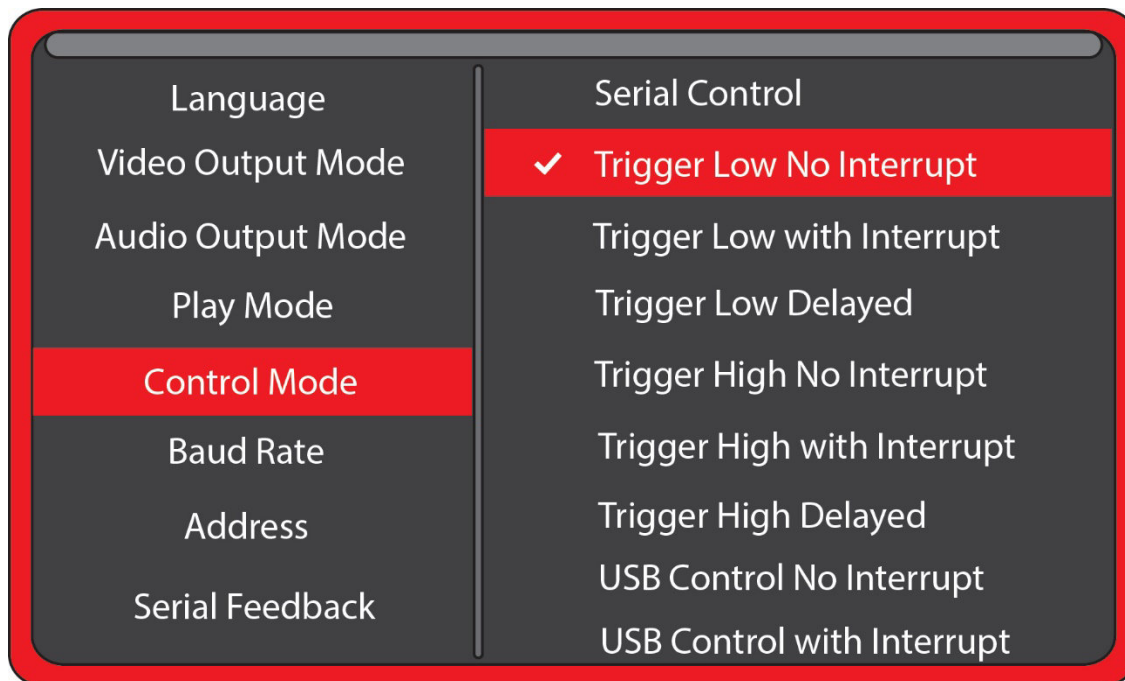 Language
Video Output Mode
Audio Output Mode
Play Mode
Control Mode
Baud Rate
Address
Serial Feedback
Serial Control
Trigger Low No Interrupt
Trigger Low with Interrupt
Trigger Low Delayed
Trigger High No Interrupt
Trigger High with Interrupt
Trigger High Delayed
USB Control No Interrupt
USB Control with Interrupt